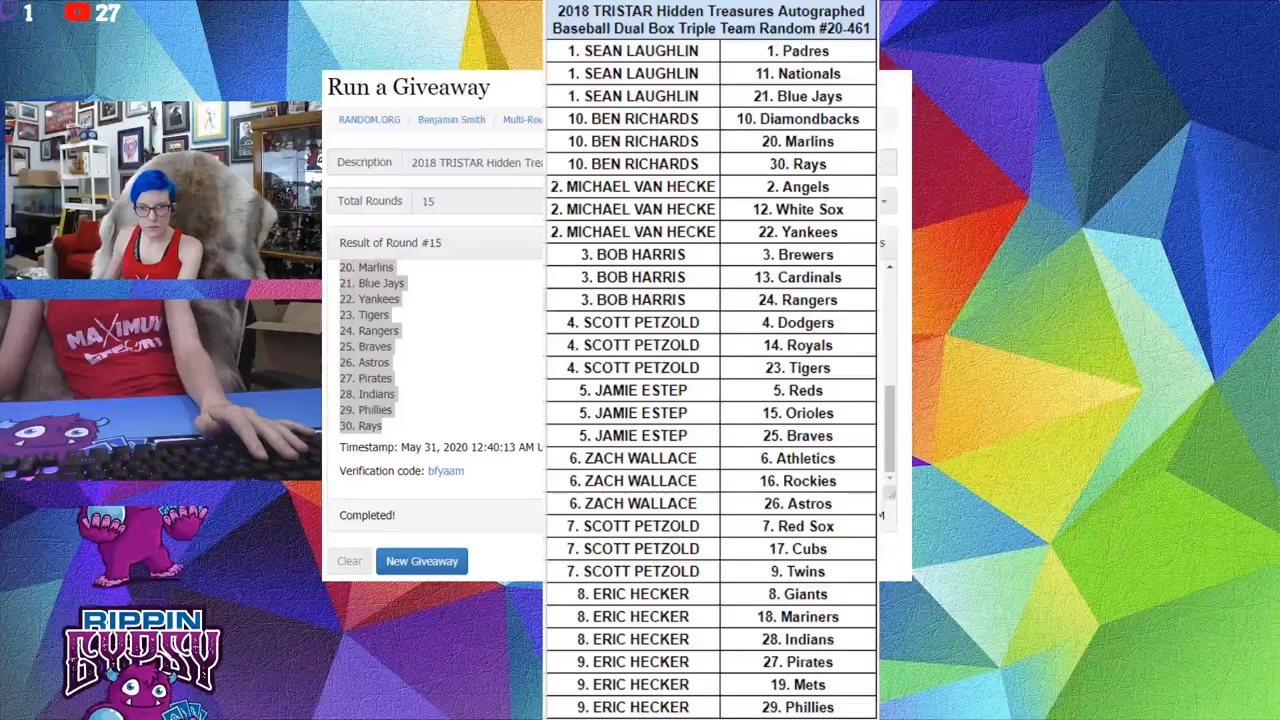 1 27
Run a Giveaway
RANDOM.ORG / Benjamin Smith / Multi-Rou
Description 2018 TRISTAR Hidden Trea
Total Rounds 15
Result of Round #15
20. Marlins
21. Blue Jays
22. Yankees
23. Tigers
24. Rangers
25. Braves
26. Astros
27. Pirates
28. Indians
29. Phillies
30. Rays
Timestamp: May 31, 2020 12:40:13 AM U
Verification code: bfyaam
Completed!
Clear New Giveaway
2018 TRISTAR Hidden Treasures Autographed
Baseball Dual Box Triple Team Random #20-461
1. SEAN LAUGHLIN 1. Padres
1. SEAN LAUGHLIN 11. Nationals
1. SEAN LAUGHLIN 21. Blue Jays
10. BEN RICHARDS 10. Diamondbacks
10. BEN RICHARDS 20. Marlins
10. BEN RICHARDS 30. Rays
2. MICHAEL VAN HECKE 2. Angels
2. MICHAEL VAN HECKE 12. White Sox
2. MICHAEL VAN HECKE 22. Yankees
3. BOB HARRIS 3. Brewers
3. BOB HARRIS 13. Cardinals
3. BOB HARRIS 24. Rangers
4. SCOTT PETZOLD 4. Dodgers
4. SCOTT PETZOLD 14. Royals
4. SCOTT PETZOLD 23. Tigers
5. JAMIE ESTEP 5. Reds
5. JAMIE ESTEP 15. Orioles
5. JAMIE ESTEP 25. Braves
6. ZACH WALLACE 6. Athletics
6. ZACH WALLACE 16. Rockies
6. ZACH WALLACE 26. Astros
7. SCOTT PETZOLD 7. Red Sox
7. SCOTT PETZOLD 17. Cubs
7. SCOTT PETZOLD 9. Twins
8. ERIC HECKER 8. Giants
8. ERIC HECKER 18. Mariners
8. ERIC HECKER 28. Indians
9. ERIC HECKER 27. Pirates
9. ERIC HECKER 19. Mets
9. ERIC HECKER 29. Phillies
s
M
MAXIMUM
RIPPIN
GYPSY